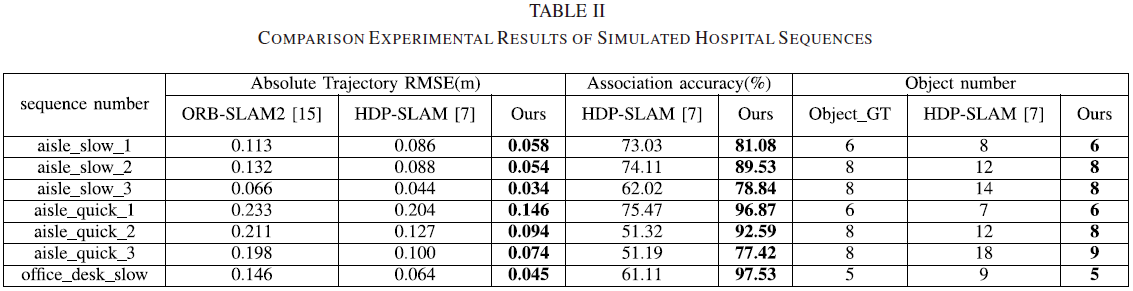 TABLE II
COMPARISON EXPERIMENTAL RESULTS OF SIMULATED HOSPITAL SEQUENCES
sequence number Absolute Trajectory RMSE(m) Association accuracy(%) Object number
ORB-SLAM2 [15] HDP-SLAM [7] Ours HDP-SLAM [7] Ours Object_GT HDP-SLAM [7] Ours
aisle_slow_1 0.113 0.086 0.058 73.03 81.08 6 8 6
aisle_slow_2 0.132 0.088 0.054 74.11 89.53 8 12 8
aisle_slow_3 0.066 0.044 0.034 62.02 78.84 8 14 8
aisle_quick_1 0.233 0.204 0.146 75.47 96.87 6 7 6
aisle_quick_2 0.211 0.127 0.094 51.32 92.59 8 12 8
aisle_quick_3 0.198 0.100 0.074 51.19 77.42 8 18 9
office_desk_slow 0.146 0.064 0.045 61.11 97.53 5 9 5